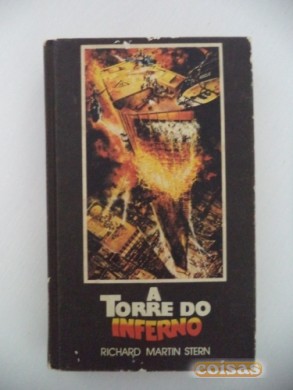 A
TORRE DO
INFERNO
RICHARD MARTIN STERN
coisas